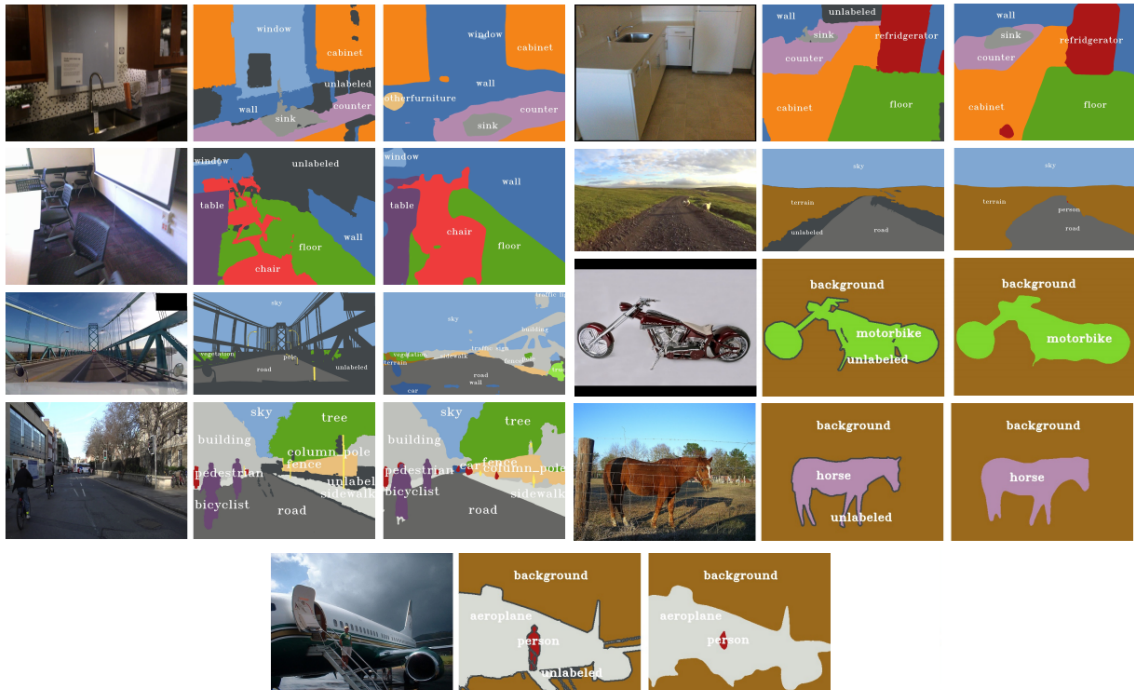 window
cabinet
unlabeled
wall
counter
sink
window
cabinet
wall
otherfurniture
counter
sink
wall
unlabeled
sink
refridgerator
counter
cabinet
floor
wall
sink
refridgerator
counter
cabinet
floor
window
unlabeled
table
wall
floor
chair
window
wall
table
chair
floor
sky
terrain
unlabeled
road
sky
terrain
person
road
sky
vegetation
pole
road
unlabeled
sky
building
traffic sign
vegetation
sidewalk
fence
terrain
road
wall
car
background
motorbike
unlabeled
background
motorbike
sky
tree
building
column_pole
pedestrian
fence
unlabel
sidewalk
bicyclist
road
sky
tree
building
pedestrian
car
fence
column_pole
sidewalk
bicyclist
road
background
horse
unlabeled
background
horse
background
aeroplane
person
unlabeled
background
aeroplane
person